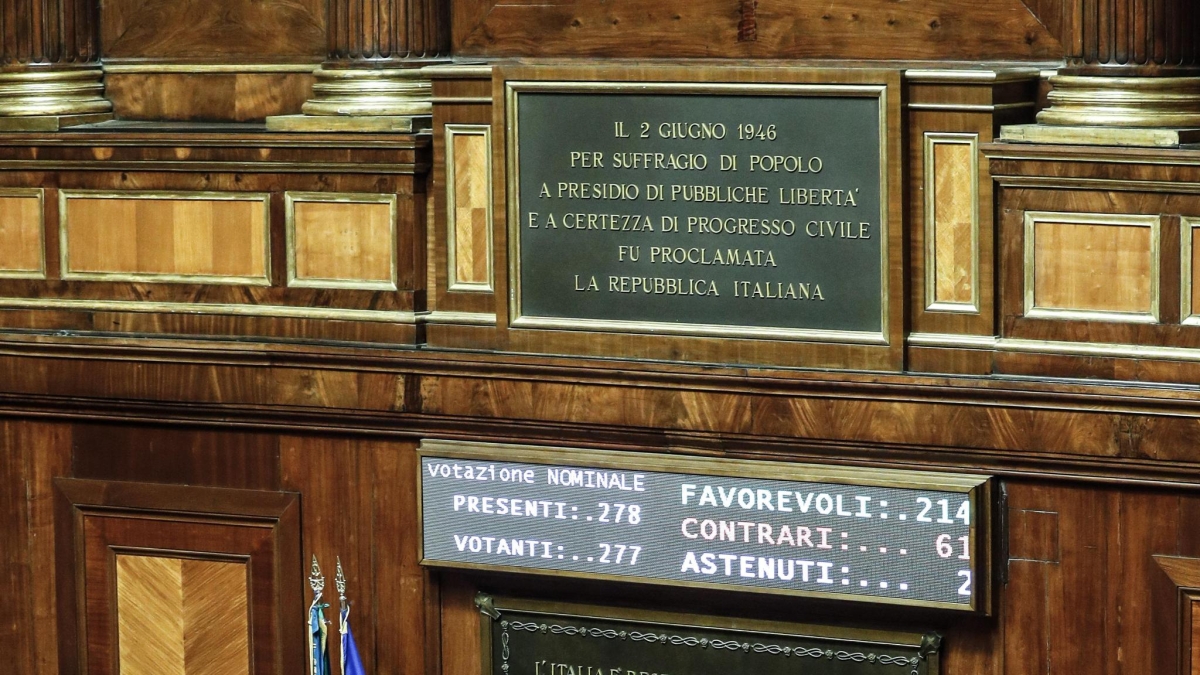 IL 2 GIUGNO 1946
PER SUFFRAGIO DI POPOLO
A PRESIDIO DI PUBBLICHE LIBERTA'
E A CERTEZZA DI PROGRESSO CIVILE
FU PROCLAMATA
LA REPUBBLICA ITALIANA
votazione NOMINALE
PRESENTI:.278
VOTANTI:..277
FAVOREVOLI:.214
CONTRARI:... 61
ASTENUTI:... 2
L'ITALIA E'